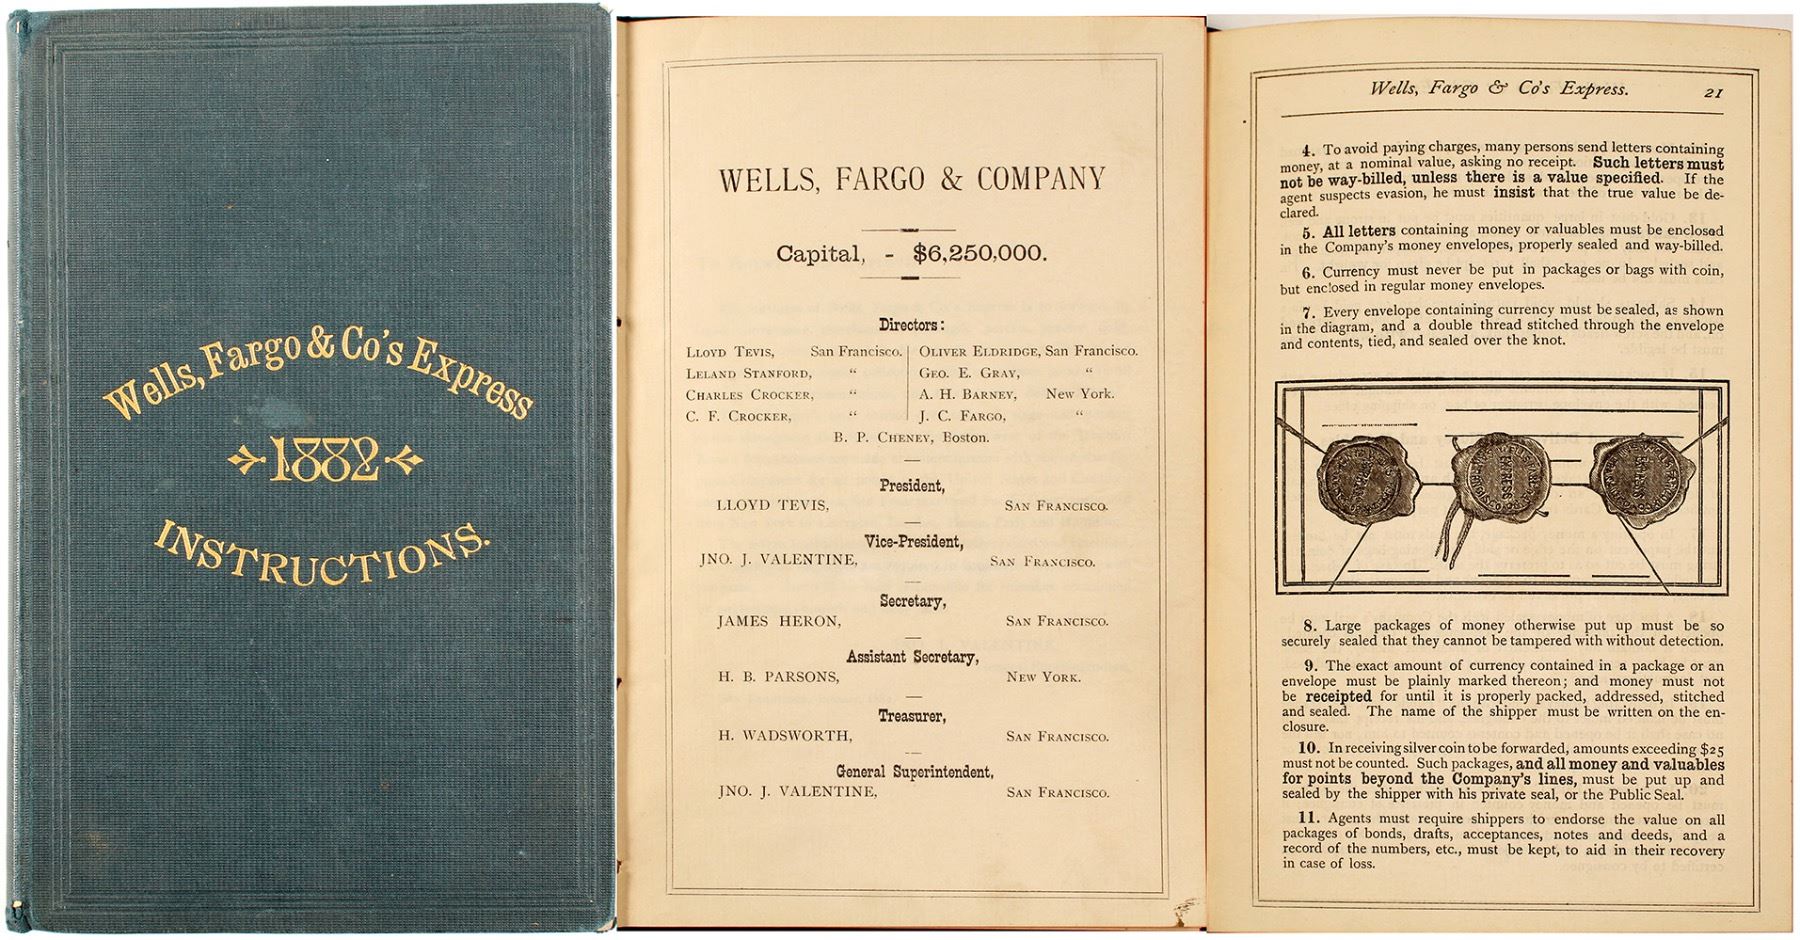 Wells, Fargo & Co's Express
1882
INSTRUCTIONS.
WELLS, FARGO & COMPANY
Capital, - $6,250,000.
Directors:
LLOYD TEVIS, San Francisco. OLIVER ELDRIDGE, San Francisco.
LELAND STANFORD, “ GEO. E. GRAY, “
CHARLES CROCKER, “ A. H. BARNEY, New York.
C. F. CROCKER, “ J. C. FARGO, “
B. P. CHENEY, Boston.
President,
LLOYD TEVIS, SAN FRANCISCO.
Vice-President,
JNO. J. VALENTINE, SAN FRANCISCO.
Secretary,
JAMES HERON, SAN FRANCISCO.
Assistant Secretary,
H. B. PARSONS, NEW YORK.
Treasurer,
H. WADSWORTH, SAN FRANCISCO.
General Superintendent,
JNO. J. VALENTINE, SAN FRANCISCO.
Wells, Fargo & Co's Express. 21
4. To avoid paying charges, many persons send letters containing
money, at a nominal value, asking no receipt. Such letters must
not be way-billed, unless there is a value specified. If the
agent suspects evasion, he must insist that the true value be de-
clared.
5. All letters containing money or valuables must be enclosed
in the Company's money envelopes, properly sealed and way-billed.
6. Currency must never be put in packages or bags with coin,
but enclosed in regular money envelopes.
7. Every envelope containing currency must be sealed, as shown
in the diagram, and a double thread stitched through the envelope
and contents, tied, and sealed over the knot.
8. Large packages of money otherwise put up must be so
securely sealed that they cannot be tampered with without detection.
9. The exact amount of currency contained in a package or an
envelope must be plainly marked thereon; and money must not
be receipted for until it is properly packed, addressed, stitched
and sealed. The name of the shipper must be written on the en-
closure.
10. In receiving silver coin to be forwarded, amounts exceeding $25
must not be counted. Such packages, and all money and valuables
for points beyond the Company's lines, must be put up and
sealed by the shipper with his private seal, or the Public Seal.
11. Agents must require shippers to endorse the value on all
packages of bonds, drafts, acceptances, notes and deeds, and a
record of the numbers, etc., must be kept, to aid in their recovery
in case of loss.